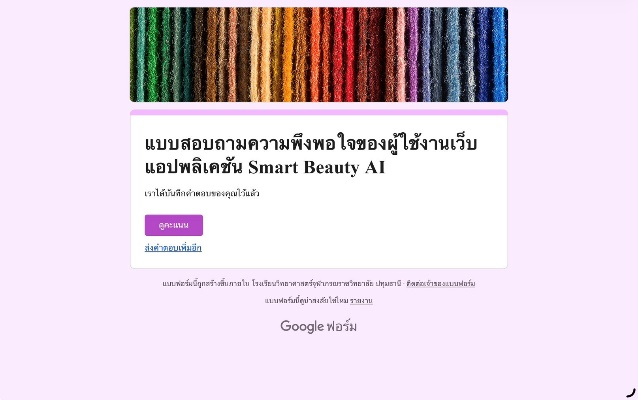 แบบสอบถามความพึงพอใจของผู้ใช้งานเว็บ
แอปพลิเคชัน Smart Beauty AI
เราได้บันทึกคำตอบของคุณไว้แล้ว
ดูคะแนน
ส่งคำตอบเพิ่มอีก
แบบฟอร์มนี้ถูกสร้างขึ้นภายใน โรงเรียนวิทยาศาสตร์จุฬาภรณราชวิทยาลัย ปทุมธานี - ติดต่อเจ้าของแบบฟอร์ม
แบบฟอร์มนี้ดูน่าสงสัยใช่ไหม รายงาน
Google ฟอร์ม